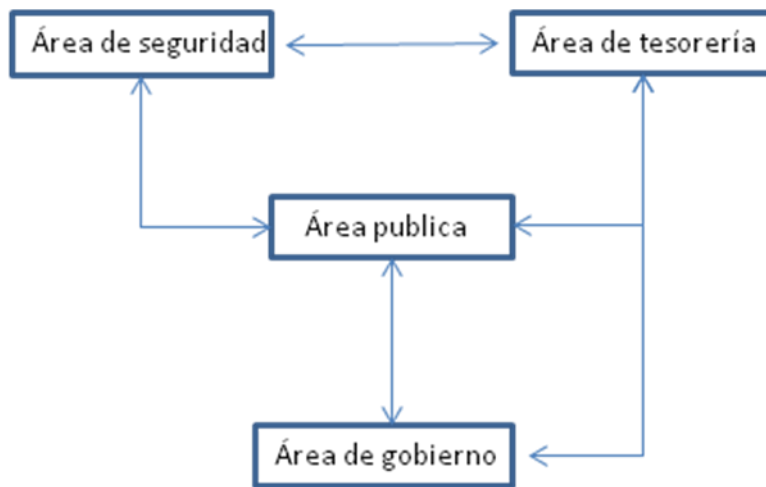 Área de seguridad
Área de tesorería
Área publica
Área de gobierno